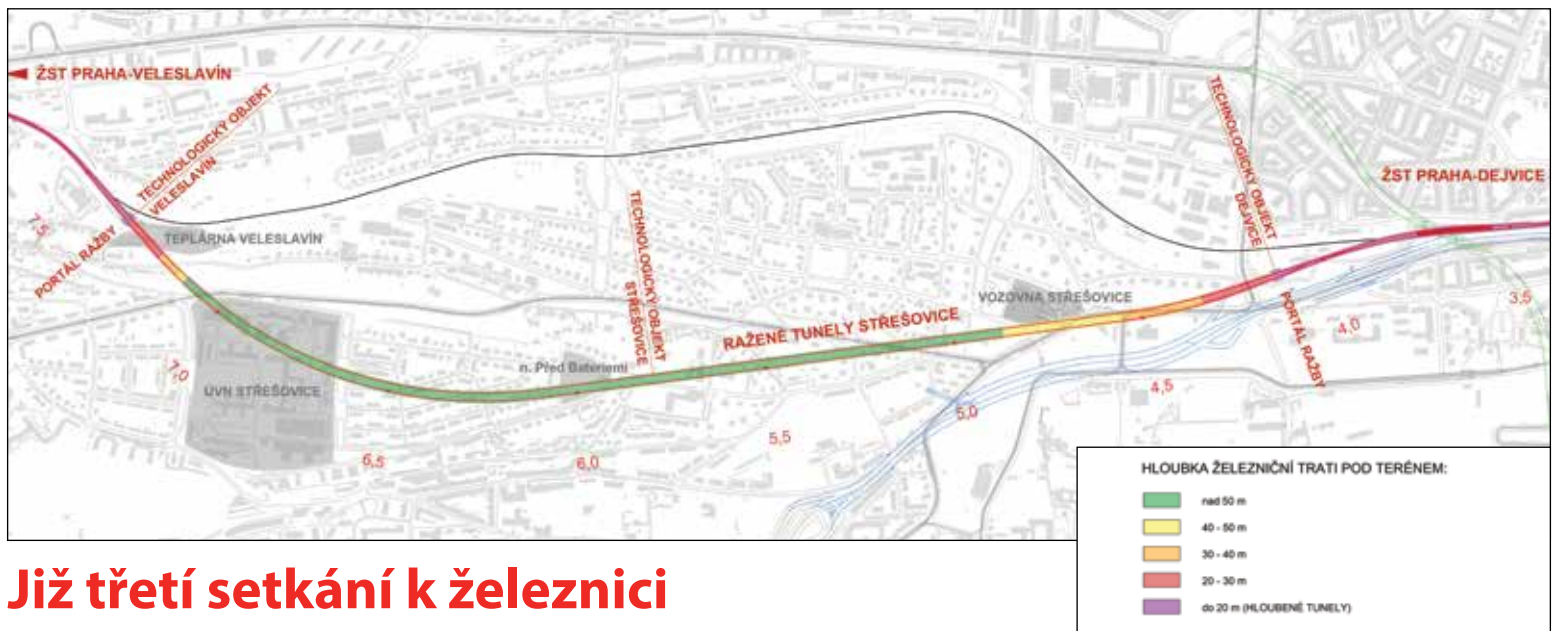 ŽST PRAHA-VELESLAVÍN
TECHNOLOGICKÝ OBJEKT
VELESLAVÍN
TECHNOLOGICKÝ OBJEKT
DEJVICE
ŽST PRAHA-DEJVICE
7,5
PORTÁL RAŽBY
TEPLÁRNA VELESLAVÍN
TECHNOLOGICKÝ OBJEKT
STŘEŠOVICE
VOZOVNA STŘEŠOVICE
RAŽENÉ TUNELY STŘEŠOVICE
PORTÁL RAŽBY
3,5
4,0
7,0
ÚVN STŘEŠOVICE
n. Před Bateriemi
4,5
5,0
5,5
6,0
6,5
HLOUBKA ŽELEZNIČNÍ TRATI POD TERÉNEM:
nad 50 m
40 - 50 m
30 - 40 m
20 - 30 m
do 20 m (HLOUBENÉ TUNELY)
Již třetí setkání k železnici